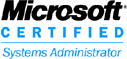 Microsoft
CERTIFIED
Systems Administrator